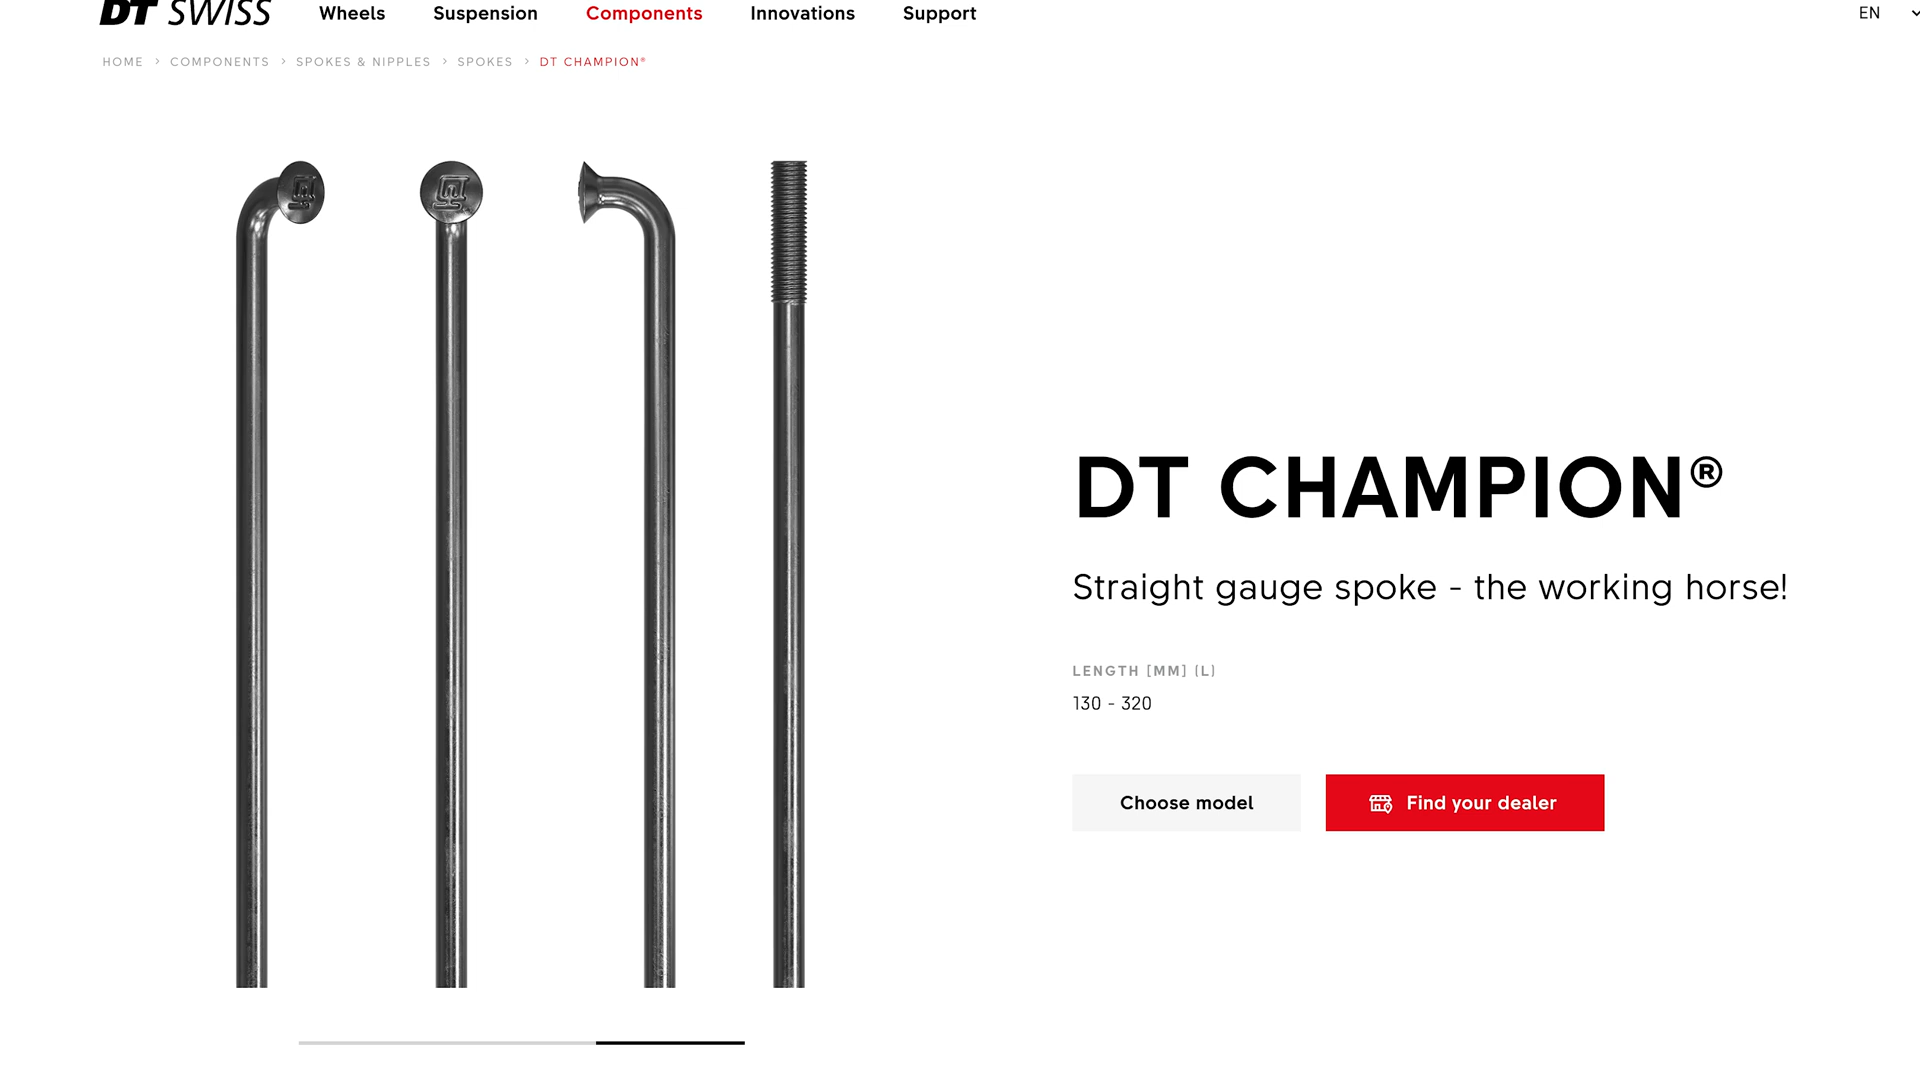 DT SWISS
Wheels
Suspension
Components
Innovations
Support
EN
HOME > COMPONENTS > SPOKES & NIPPLES > SPOKES > DT CHAMPION®
DT CHAMPION®
Straight gauge spoke - the working horse!
LENGTH [MM] (L)
130 - 320
Choose model
Find your dealer